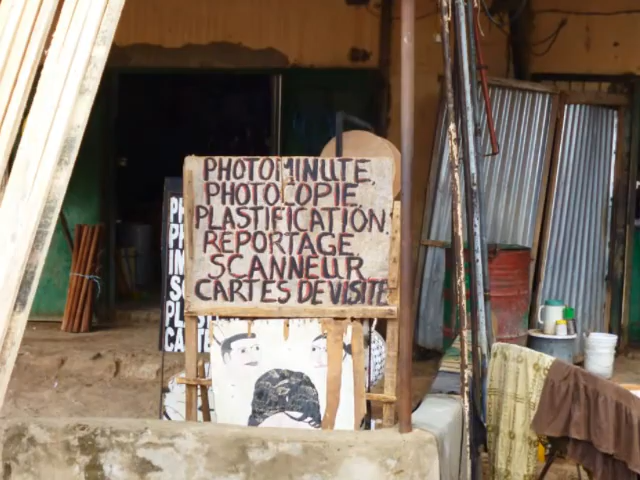 PHOTOMINUTE,
PHOTOCOPIE,
PLASTIFICATION,
REPORTAGE
SCANNEUR
CARTES DE VISITE